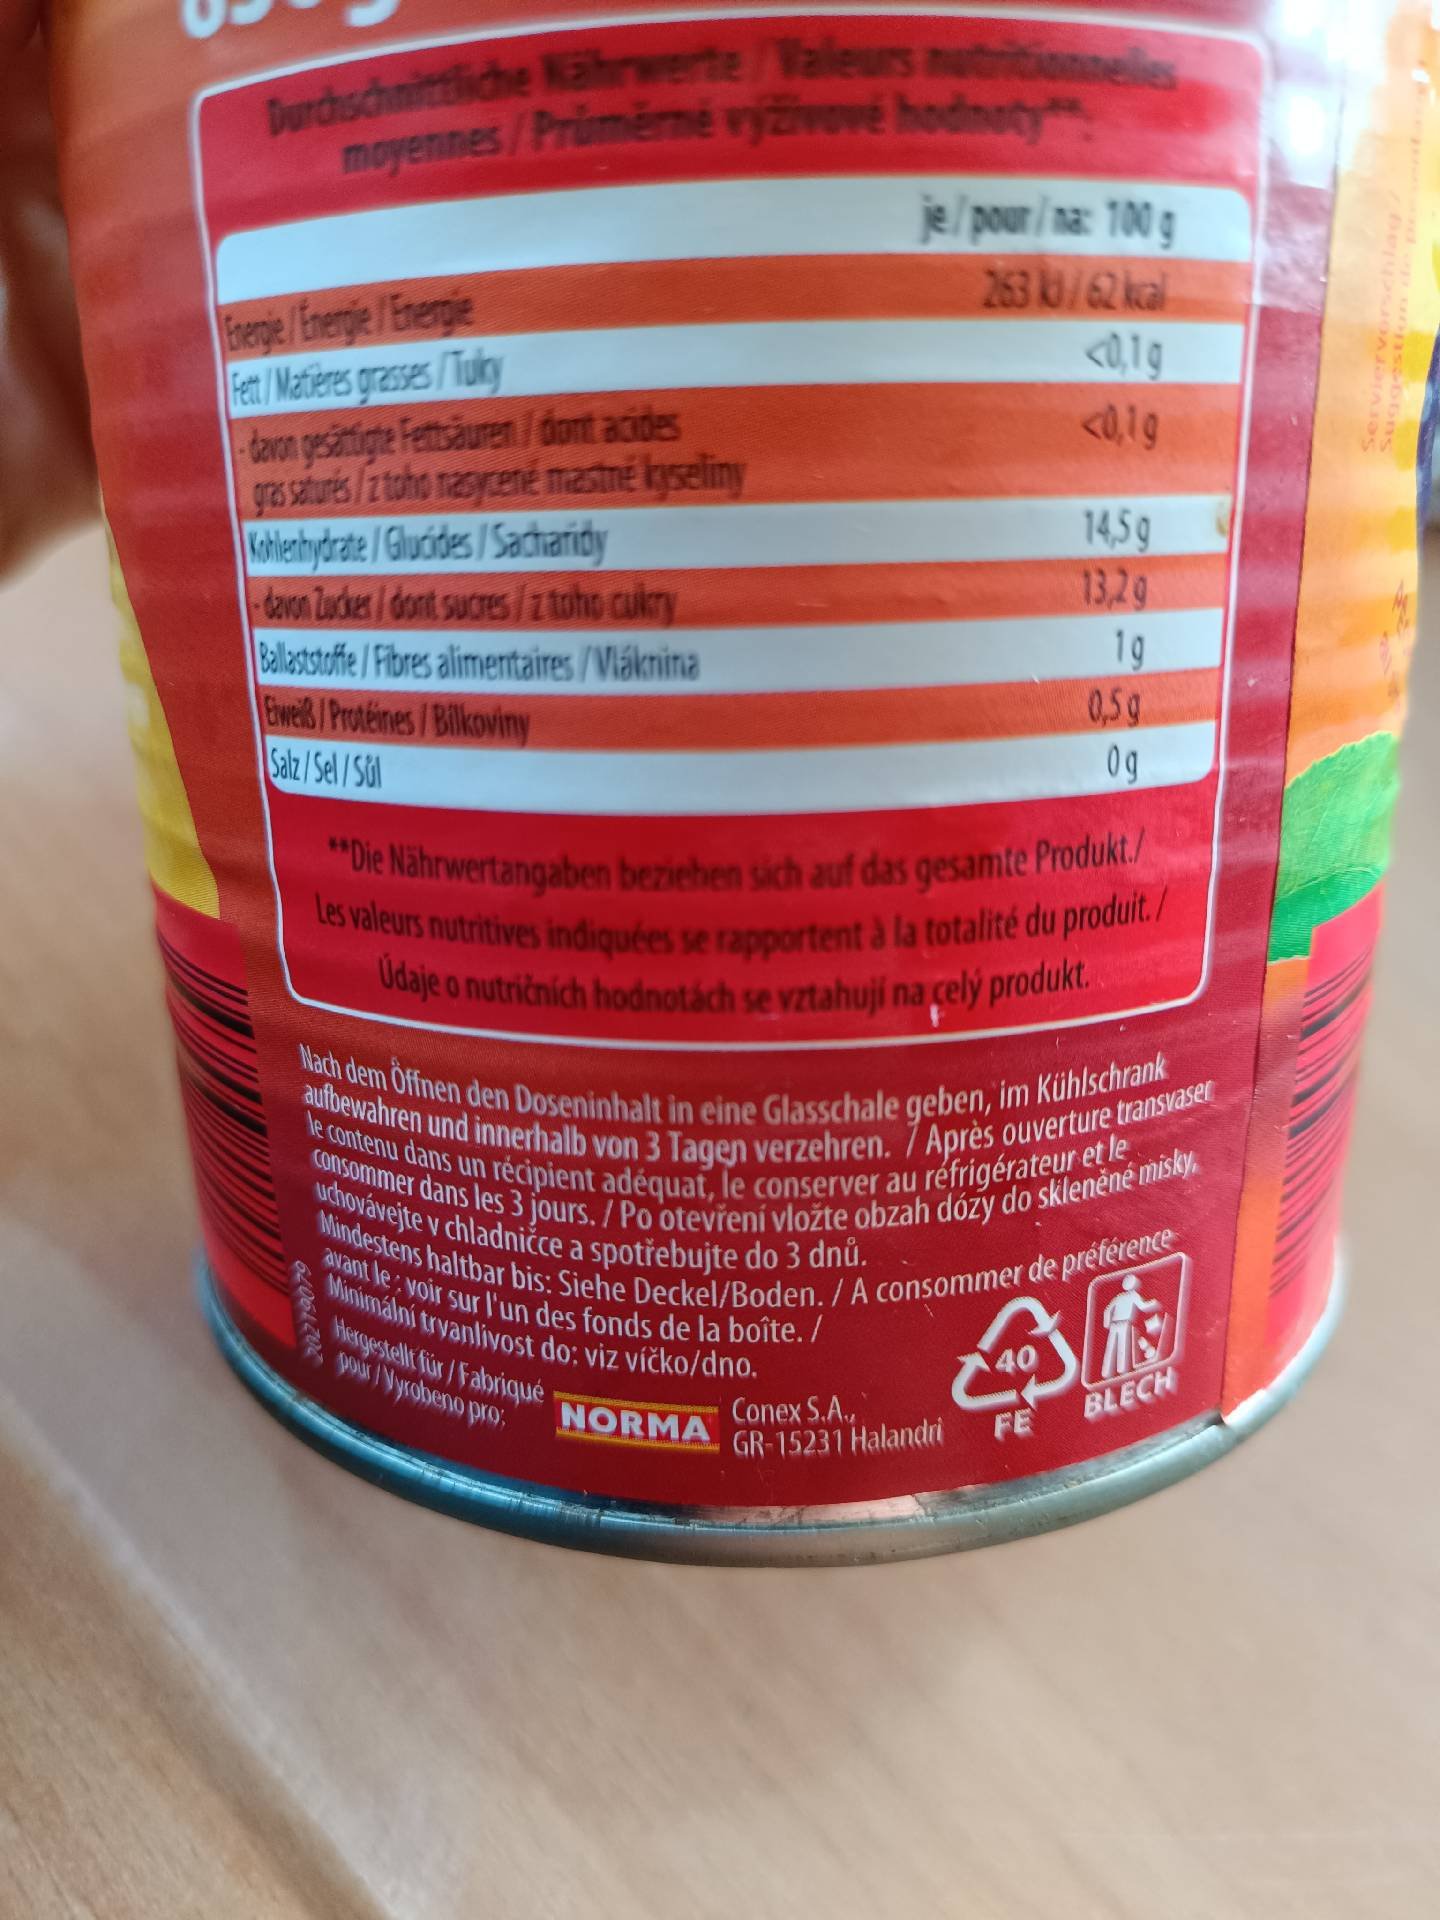 Durchschnittliche Nährwerte / Valeurs nutritionnelles
moyennes / Průměrné výživové hodnoty**:
je / pour / na: 100 g
Energie / Énergie / Energie 263 kJ / 62 kcal
Fett / Matières grasses / Tuky <0,1 g
- davon gesättigte Fettsäuren / dont acides
gras saturés / z toho nasycené mastné kyseliny <0,1 g
Kohlenhydrate / Glucides / Sacharidy 14,5 g
- davon Zucker / dont sucres / z toho cukry 13,2 g
Ballaststoffe / Fibres alimentaires / Vláknina 1 g
Eiweiß / Protéines / Bílkoviny 0,5 g
Salz / Sel / Sůl 0 g
**Die Nährwertangaben beziehen sich auf das gesamte Produkt./
Les valeurs nutritives indiquées se rapportent à la totalité du produit. /
Údaje o nutričních hodnotách se vztahují na celý produkt.
Nach dem Öffnen den Doseninhalt in eine Glasschale geben, im Kühlschrank
aufbewahren und innerhalb von 3 Tagen verzehren. / Après ouverture transvaser
le contenu dans un récipient adéquat, le conserver au réfrigérateur et le
consommer dans les 3 jours. / Po otevření vložte obzah dózy do skleněné misky,
uchovávejte v chladničce a spotřebujte do 3 dnů.
Mindestens haltbar bis: Siehe Deckel/Boden. / A consommer de préférence
avant le : voir sur l'un des fonds de la boîte. /
Minimální trvanlivost do: viz víčko/dno.
Hergestellt für / Fabriqué
pour / Vyrobeno pro:
NORMA
Conex S.A.,
GR-15231 Halandri
40
FE
BLECH
Serviervorschlag /